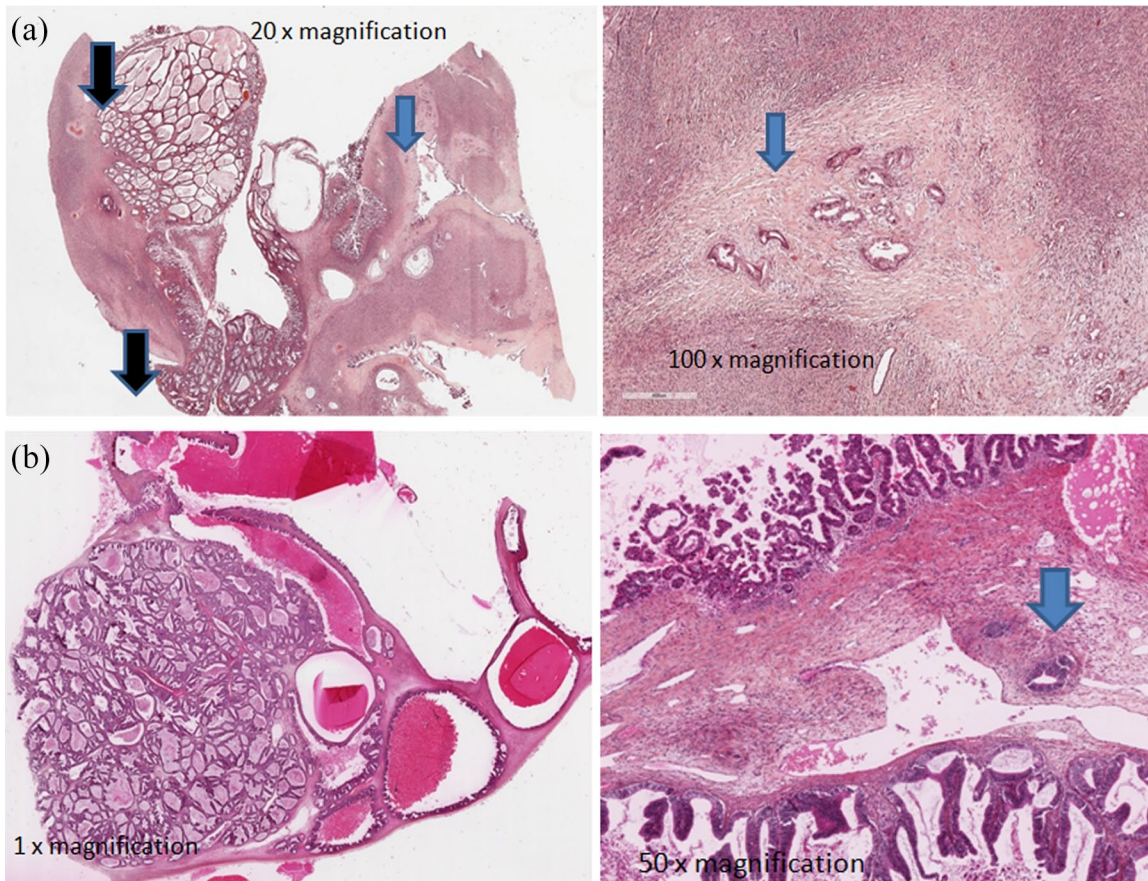 (a)
20 x magnification
100 x magnification
(b)
1 x magnification
50 x magnification